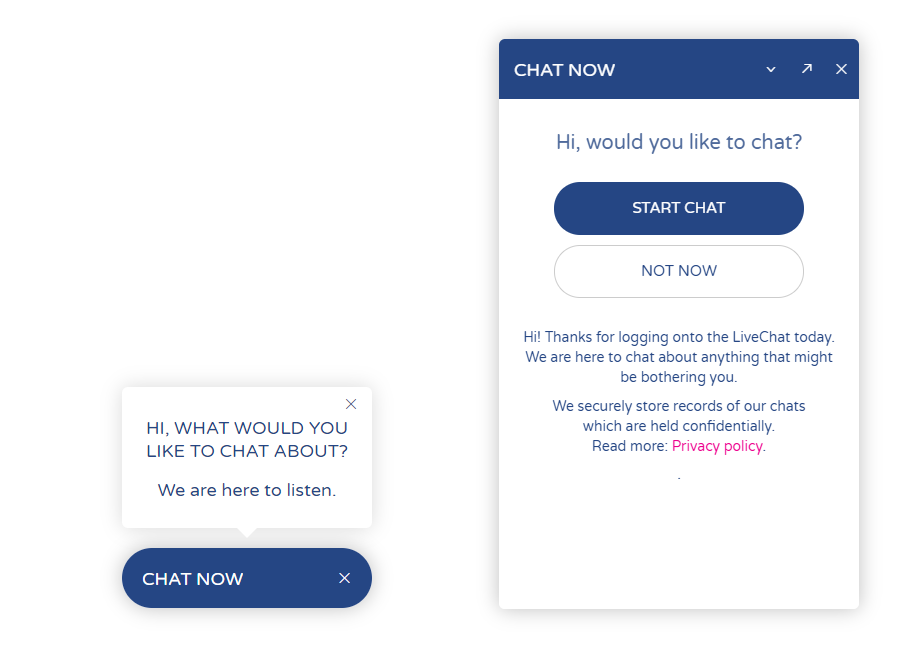 HI, WHAT WOULD YOU
LIKE TO CHAT ABOUT?
We are here to listen.
CHAT NOW
CHAT NOW
Hi, would you like to chat?
START CHAT
NOT NOW
Hi! Thanks for logging onto the LiveChat today.
We are here to chat about anything that might
be bothering you.
We securely store records of our chats
which are held confidentially.
Read more: Privacy policy.
.